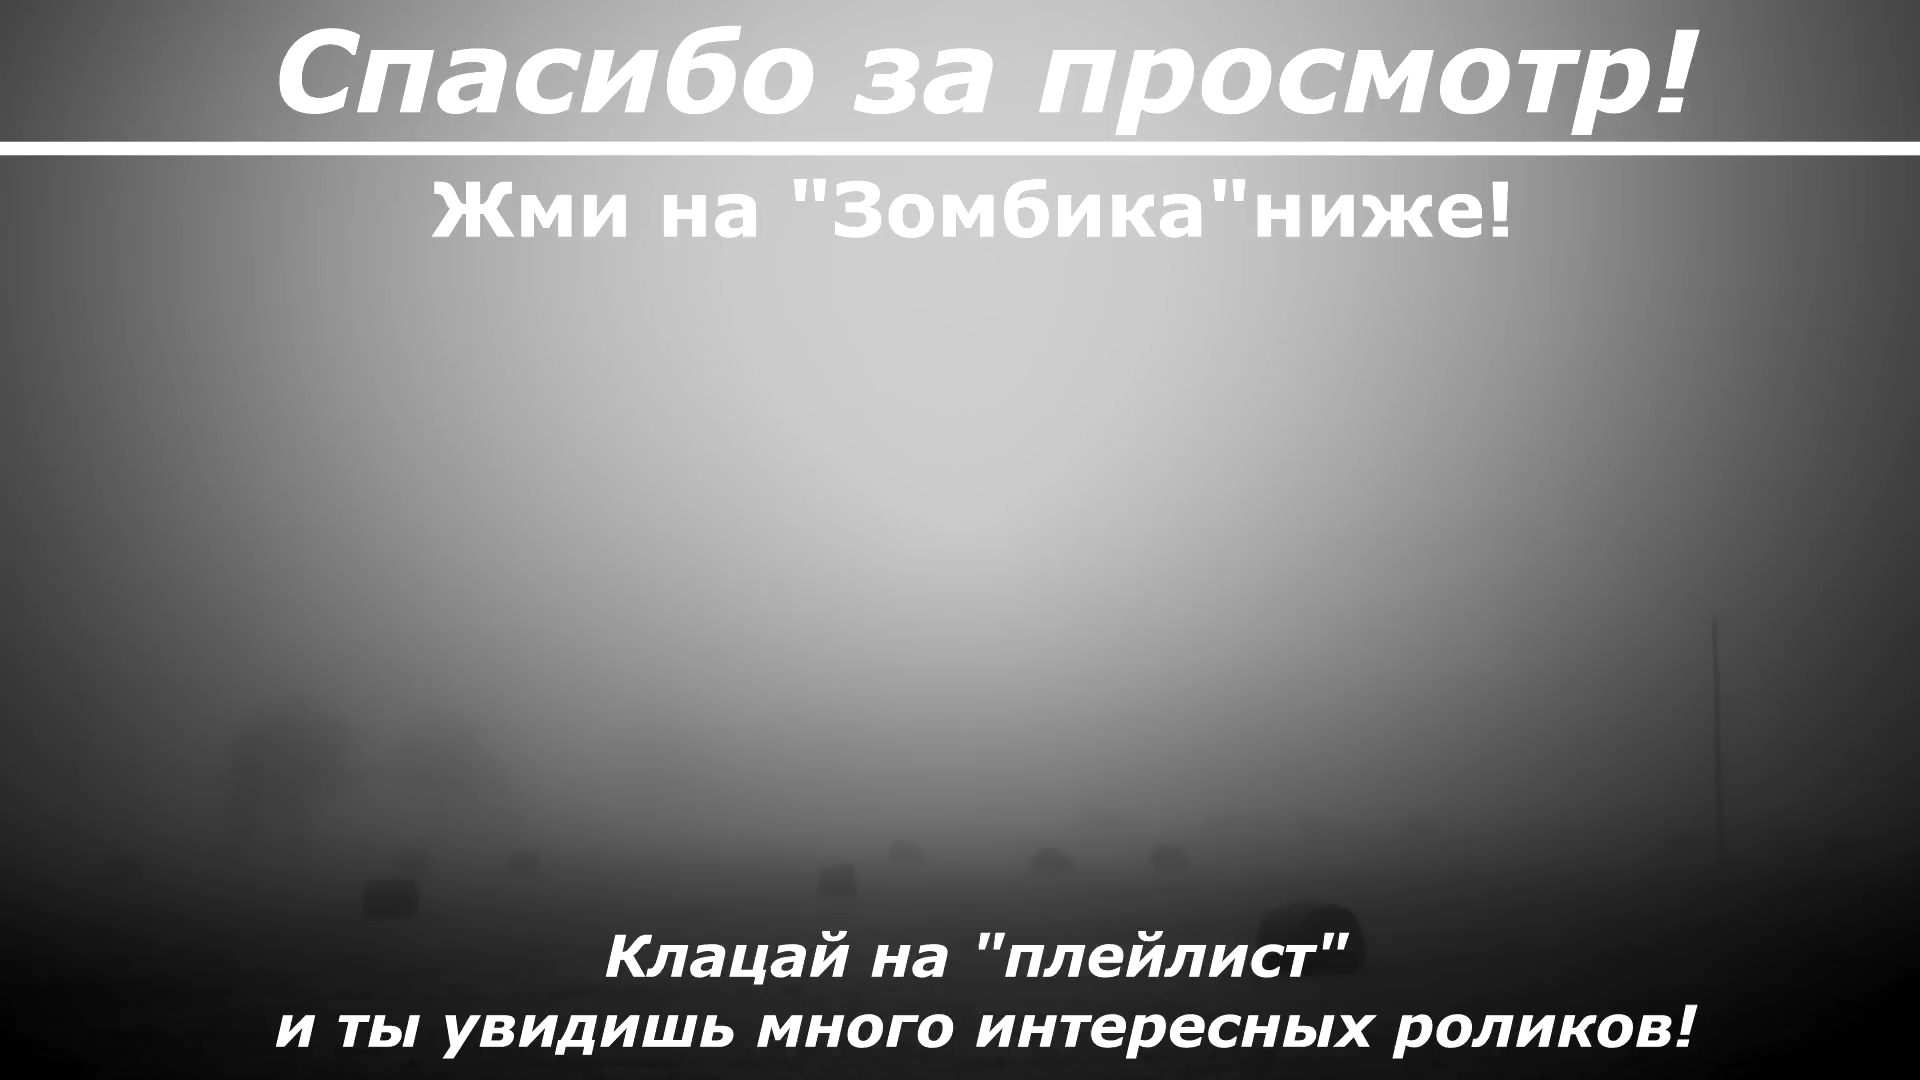 Спасибо за просмотр!
Жми на "Зомбика"ниже!
Клацай на "плейлист"
и ты увидишь много интересных роликов!